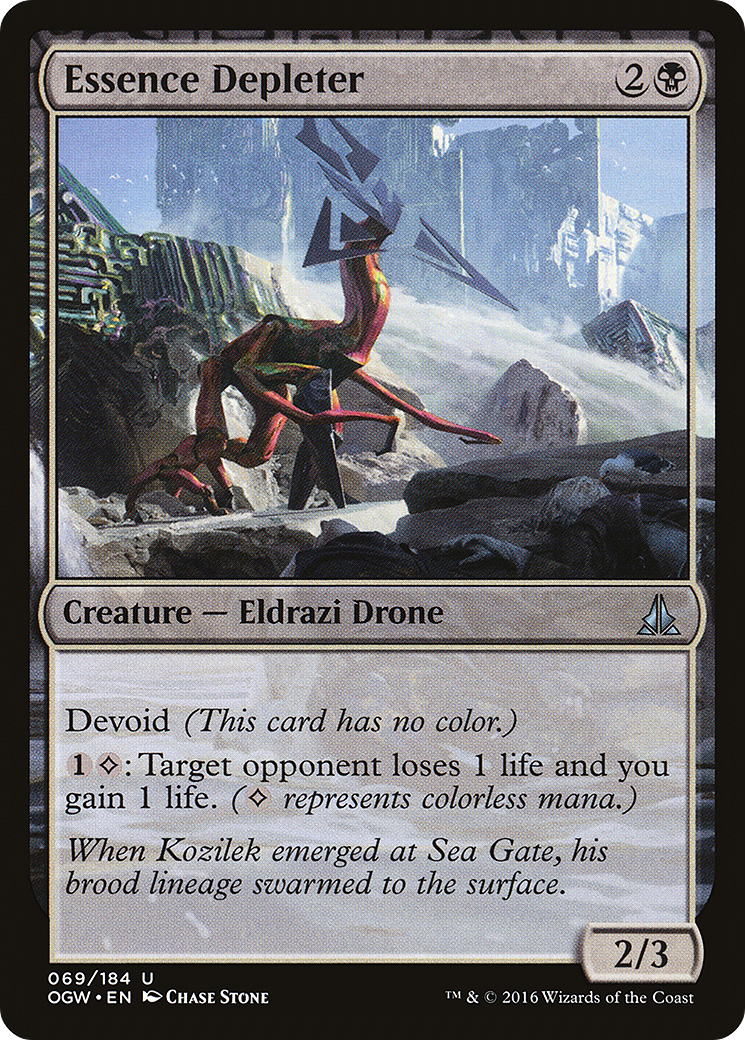 Essence Depleter 2
Creature — Eldrazi Drone
Devoid (This card has no color.)
1 : Target opponent loses 1 life and you
gain 1 life. ( represents colorless mana.)
When Kozilek emerged at Sea Gate, his
brood lineage swarmed to the surface.
2/3
069/184 U
OGW • EN Chase Stone
™ & © 2016 Wizards of the Coast